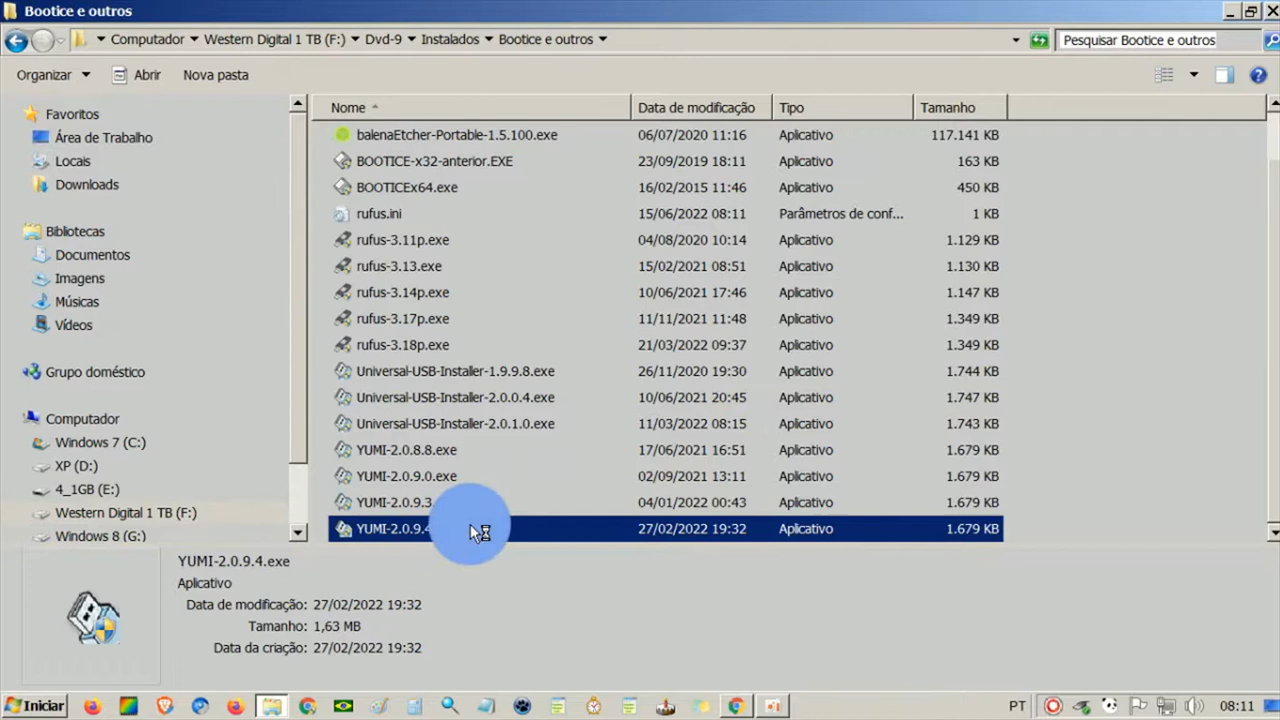 Bootice e outros
Computador Western Digital 1 TB (F:) Dvd-9 Instalados Bootice e outros
Pesquisar Bootice e outros
Organizar Abrir Nova pasta
Favoritos
Área de Trabalho
Locais
Downloads
Bibliotecas
Documentos
Imagens
Músicas
Vídeos
Grupo doméstico
Computador
Windows 7 (C:)
XP (D:)
4_1GB (E:)
Western Digital 1 TB (F:)
Windows 8 (G:)
Nome Data de modificação Tipo Tamanho
balenaEtcher-Portable-1.5.100.exe 06/07/2020 11:16 Aplicativo 117.141 KB
BOOTICE-x32-anterior.EXE 23/09/2019 18:11 Aplicativo 163 KB
BOOTICEx64.exe 16/02/2015 11:46 Aplicativo 450 KB
rufus.ini 15/06/2022 08:11 Parâmetros de conf... 1 KB
rufus-3.11p.exe 04/08/2020 10:14 Aplicativo 1.129 KB
rufus-3.13.exe 15/02/2021 08:51 Aplicativo 1.130 KB
rufus-3.14p.exe 10/06/2021 17:46 Aplicativo 1.147 KB
rufus-3.17p.exe 11/11/2021 11:48 Aplicativo 1.349 KB
rufus-3.18p.exe 21/03/2022 09:37 Aplicativo 1.349 KB
Universal-USB-Installer-1.9.9.8.exe 26/11/2020 19:30 Aplicativo 1.744 KB
Universal-USB-Installer-2.0.0.4.exe 10/06/2021 20:45 Aplicativo 1.747 KB
Universal-USB-Installer-2.0.1.0.exe 11/03/2022 08:15 Aplicativo 1.743 KB
YUMI-2.0.8.8.exe 17/06/2021 16:51 Aplicativo 1.679 KB
YUMI-2.0.9.0.exe 02/09/2021 13:11 Aplicativo 1.679 KB
YUMI-2.0.9.3 04/01/2022 00:43 Aplicativo 1.679 KB
YUMI-2.0.9.4 27/02/2022 19:32 Aplicativo 1.679 KB
YUMI-2.0.9.4.exe
Aplicativo
Data de modificação: 27/02/2022 19:32
Tamanho: 1,63 MB
Data da criação: 27/02/2022 19:32
Iniciar PT 08:11